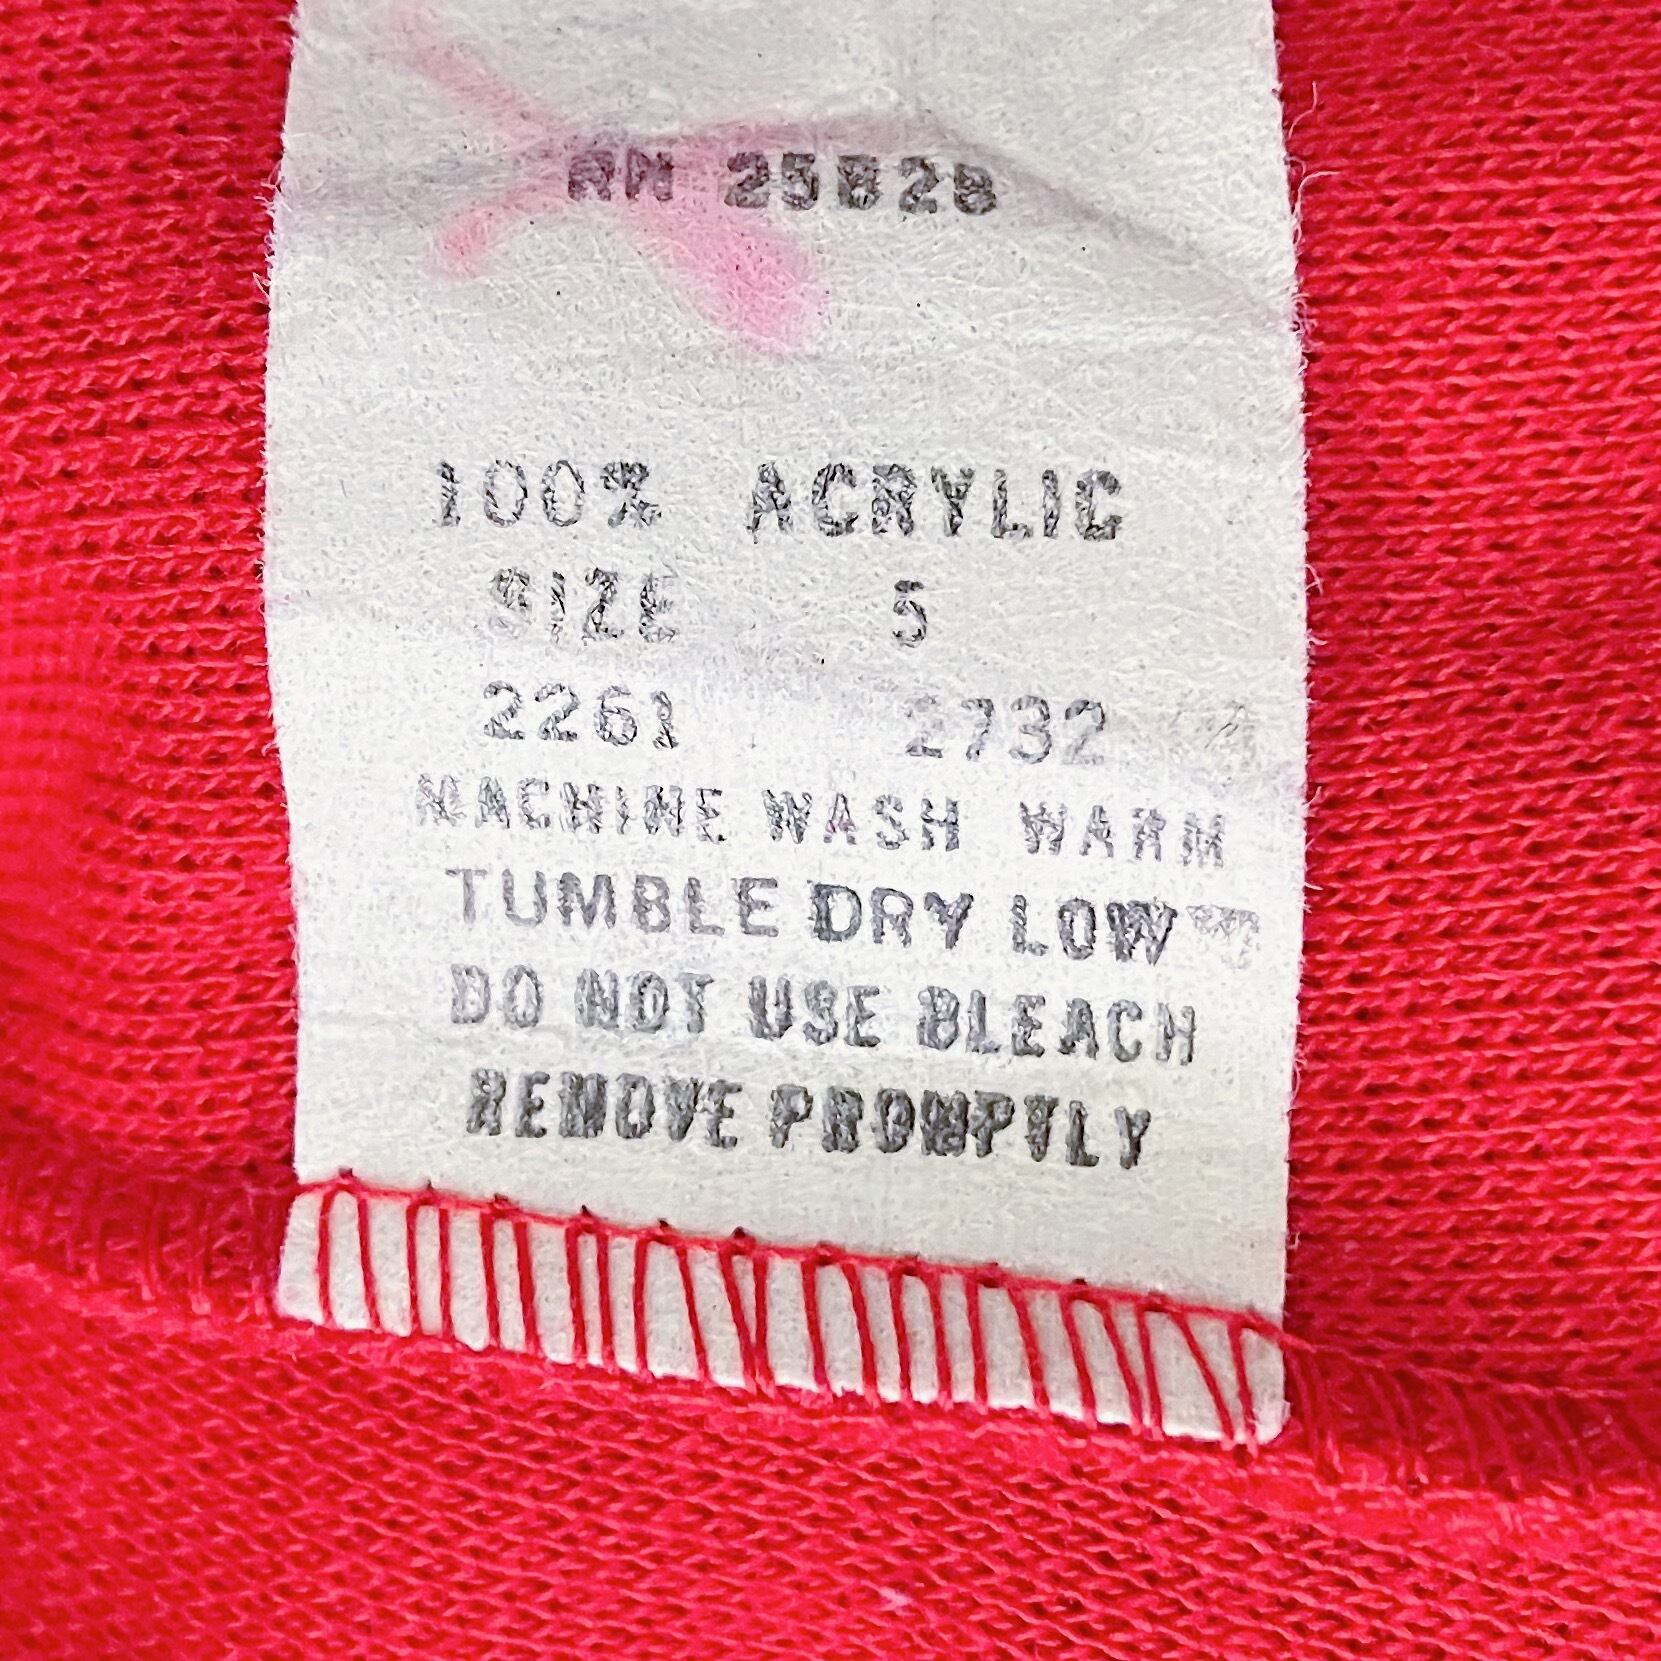 RN 25828
100% ACRYLIC
SIZE 5
2261 2732
MACHINE WASH WARM
TUMBLE DRY LOW
DO NOT USE BLEACH
REMOVE PROMPTLY